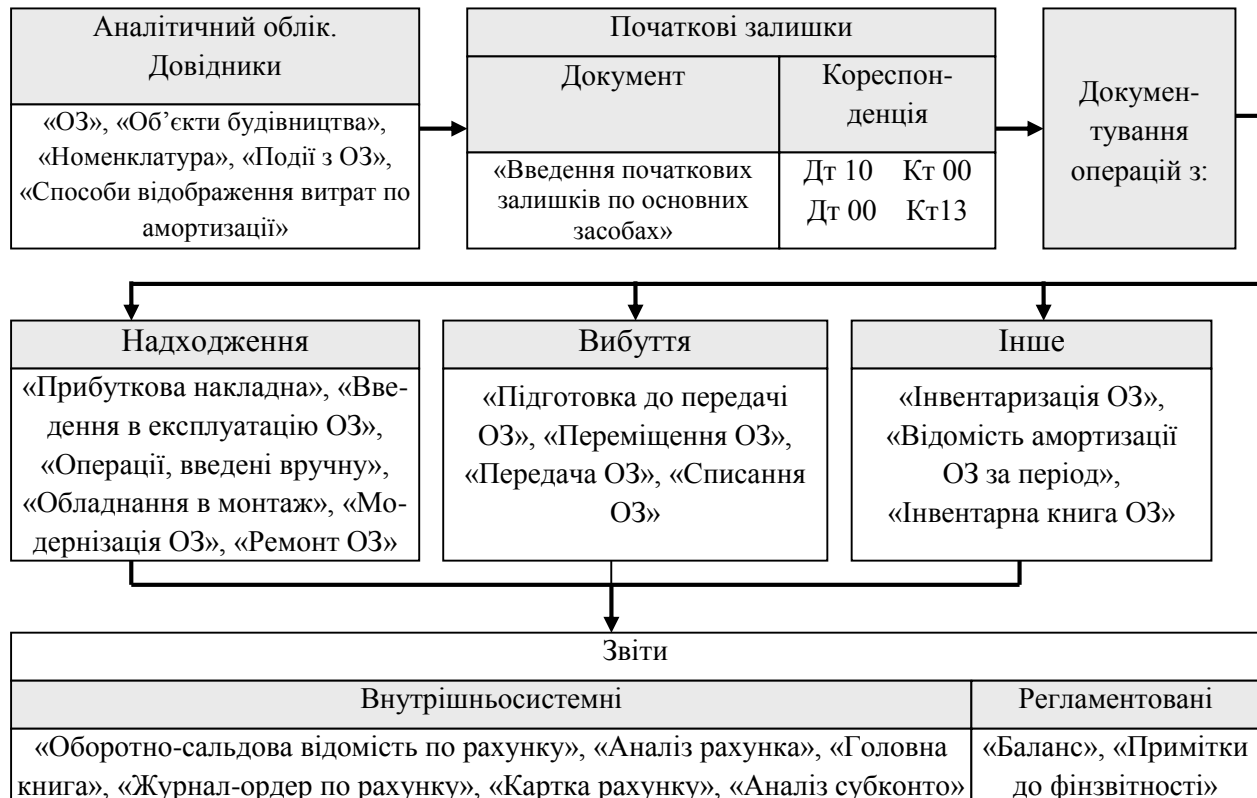 Аналітичний облік.
Довідники
«ОЗ», «Об’єкти будівництва»,
«Номенклатура», «Події з ОЗ»,
«Способи відображення витрат по
амортизації»
Початкові залишки
Документ
Кореспон-
денція
«Введення початкових
залишків по основних
засобах»
Дт 10 Кт 00
Дт 00 Кт13
Докумен-
тування
операцій з:
Надходження
«Прибуткова накладна», «Вве-
дення в експлуатацію ОЗ»,
«Операції, введені вручну»,
«Обладнання в монтаж», «Мо-
дернізація ОЗ», «Ремонт ОЗ»
Вибуття
«Підготовка до передачі
ОЗ», «Переміщення ОЗ»,
«Передача ОЗ», «Списання
ОЗ»
Інше
«Інвентаризація ОЗ»,
«Відомість амортизації
ОЗ за період»,
«Інвентарна книга ОЗ»
Звіти
Внутрішньосистемні
Регламентовані
«Оборотно-сальдова відомість по рахунку», «Аналіз рахунка», «Головна
книга», «Журнал-ордер по рахунку», «Картка рахунку», «Аналіз субконто»
«Баланс», «Примітки
до фінзвітності»